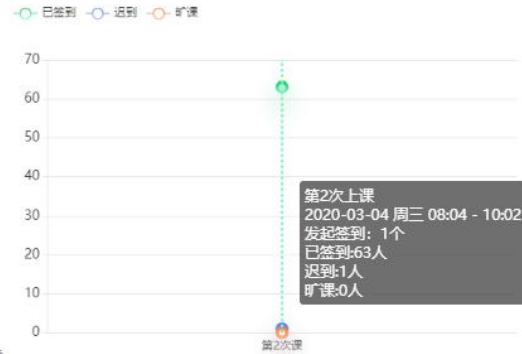 已签到 迟到 旷课
70
60
50
40
30
20
10
0
第2次上课
2020-03-04 周三 08:04 - 10:02
发起签到：1个
已签到:63人
迟到:1人
旷课:0人
第2次课